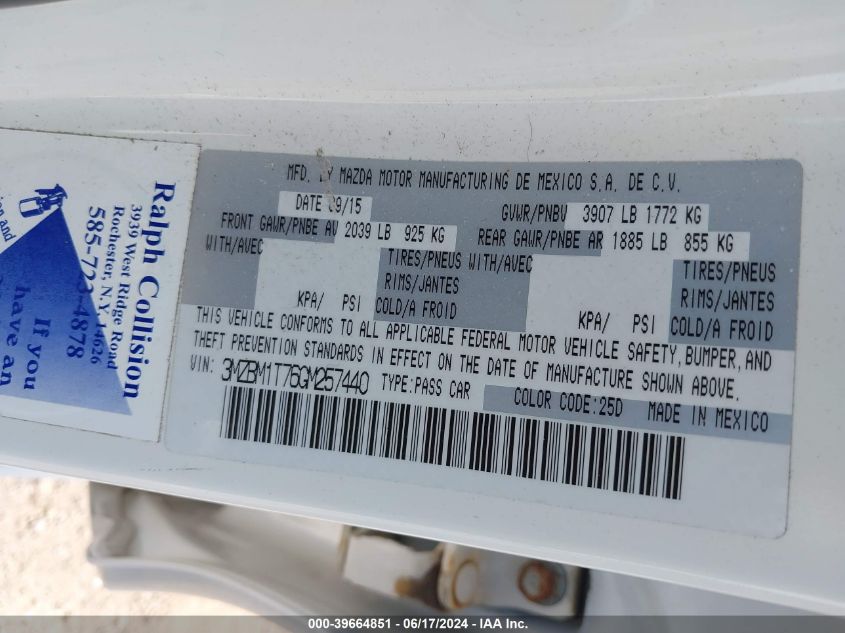 MFD. BY MAZDA MOTOR MANUFACTURING DE MEXICO S.A. DE C.V.
DATE 09/15 GVWR/PNBV 3907 LB 1772 KG
FRONT GAWR/PNBE AV 2039 LB 925 KG REAR GAWR/PNBE AR 1885 LB 855 KG
WITH/AVEC TIRES/PNEUS WITH/AVEC TIRES/PNEUS
RIMS/JANTES RIMS/JANTES
KPA/ PSI COLD/A FROID KPA/ PSI COLD/A FROID
THIS VEHICLE CONFORMS TO ALL APPLICABLE FEDERAL MOTOR VEHICLE SAFETY, BUMPER, AND
THEFT PREVENTION STANDARDS IN EFFECT ON THE DATE OF MANUFACTURE SHOWN ABOVE.
VIN: 3MZBM1T76GM257440 TYPE:PASS CAR COLOR CODE:25D MADE IN MEXICO
Ralph Collision
3939 West Ridge Road
Rochester, N.Y. 14626
585-72 -4878
If you
have an
and
000-39664851 / 06/17/2024 / IAA Inc.